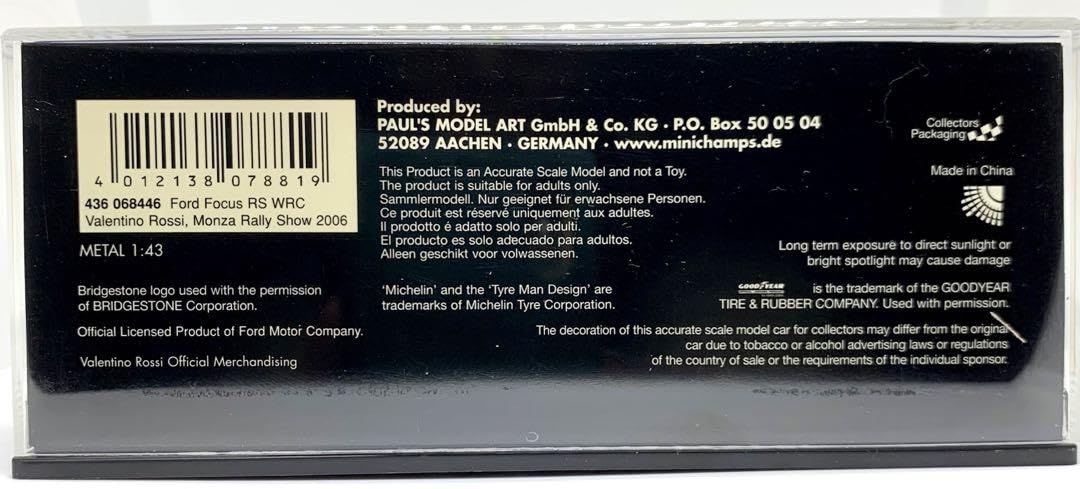 4 012138 078819
436 068446 Ford Focus RS WRC
Valentino Rossi, Monza Rally Show 2006
METAL 1:43
Bridgestone logo used with the permission
of BRIDGESTONE Corporation.
Official Licensed Product of Ford Motor Company.
Valentino Rossi Official Merchandising
Produced by:
PAUL'S MODEL ART GmbH & Co. KG · P.O. Box 50 05 04
52089 AACHEN · GERMANY · www.minichamps.de
This Product is an Accurate Scale Model and not a Toy.
The product is suitable for adults only.
Sammlermodell. Nur geeignet für erwachsene Personen.
Ce produit est réservé uniquement aux adultes.
Il prodotto é adatto solo per adulti.
El producto es solo adecuado para adultos.
Alleen geschikt voor volwassenen.
'Michelin' and the 'Tyre Man Design' are
trademarks of Michelin Tyre Corporation.
Collectors
Packaging
Made in China
Long term exposure to direct sunlight or
bright spotlight may cause damage
GOODYEAR is the trademark of the GOODYEAR
TIRE & RUBBER COMPANY. Used with permission.
The decoration of this accurate scale model car for collectors may differ from the original
car due to tobacco or alcohol advertising laws or regulations
of the country of sale or the requirements of the individual sponsor.